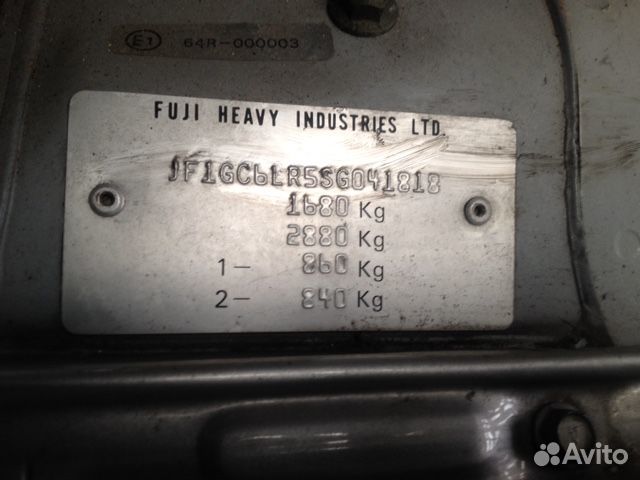 E1 64R-000003
FUJI HEAVY INDUSTRIES LTD.
JF1GC6LR5SG041818
1680 Kg
2880 Kg
1- 860 Kg
2- 840 Kg
Avito